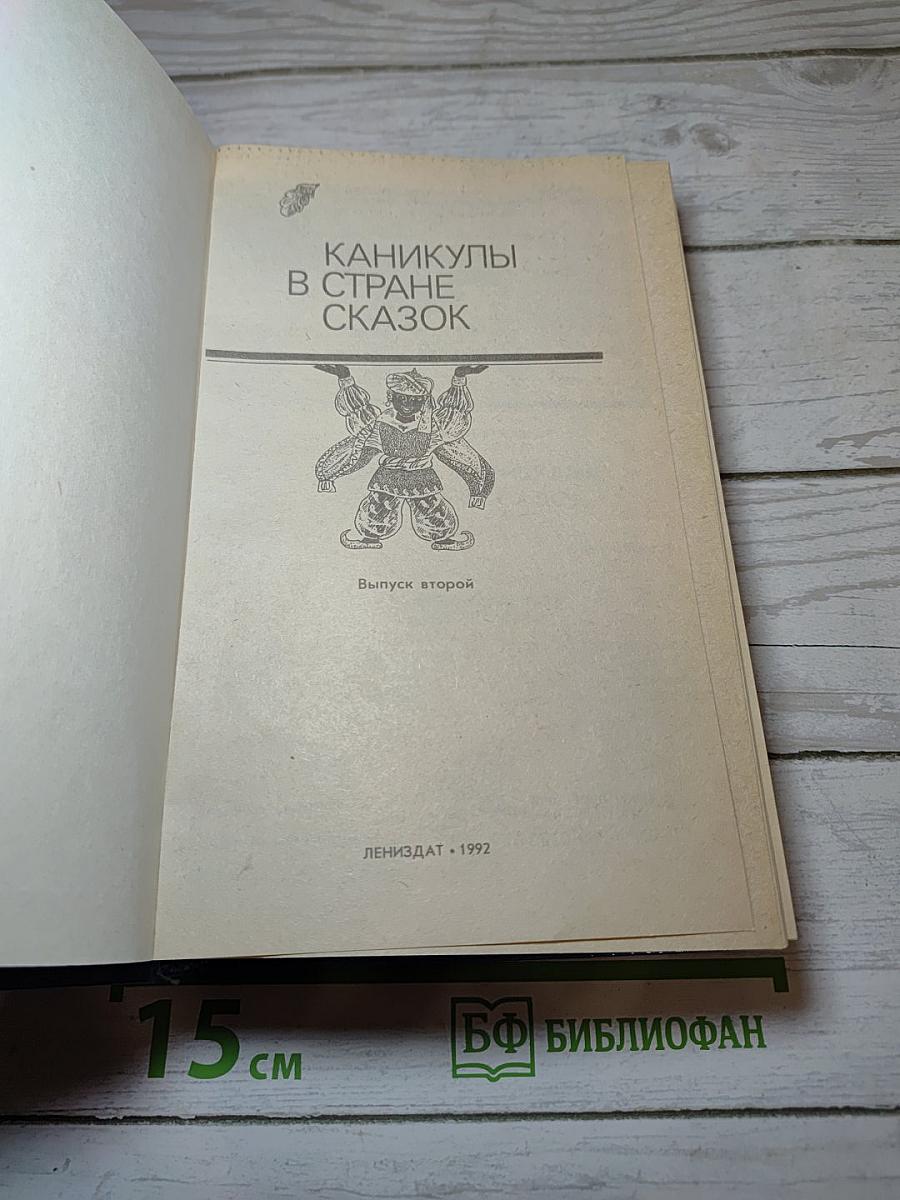 КАНИКУЛЫ
В СТРАНЕ
СКАЗОК
Выпуск второй
ЛЕНИЗДАТ • 1992
15 см
БФ БИБЛИОФАН